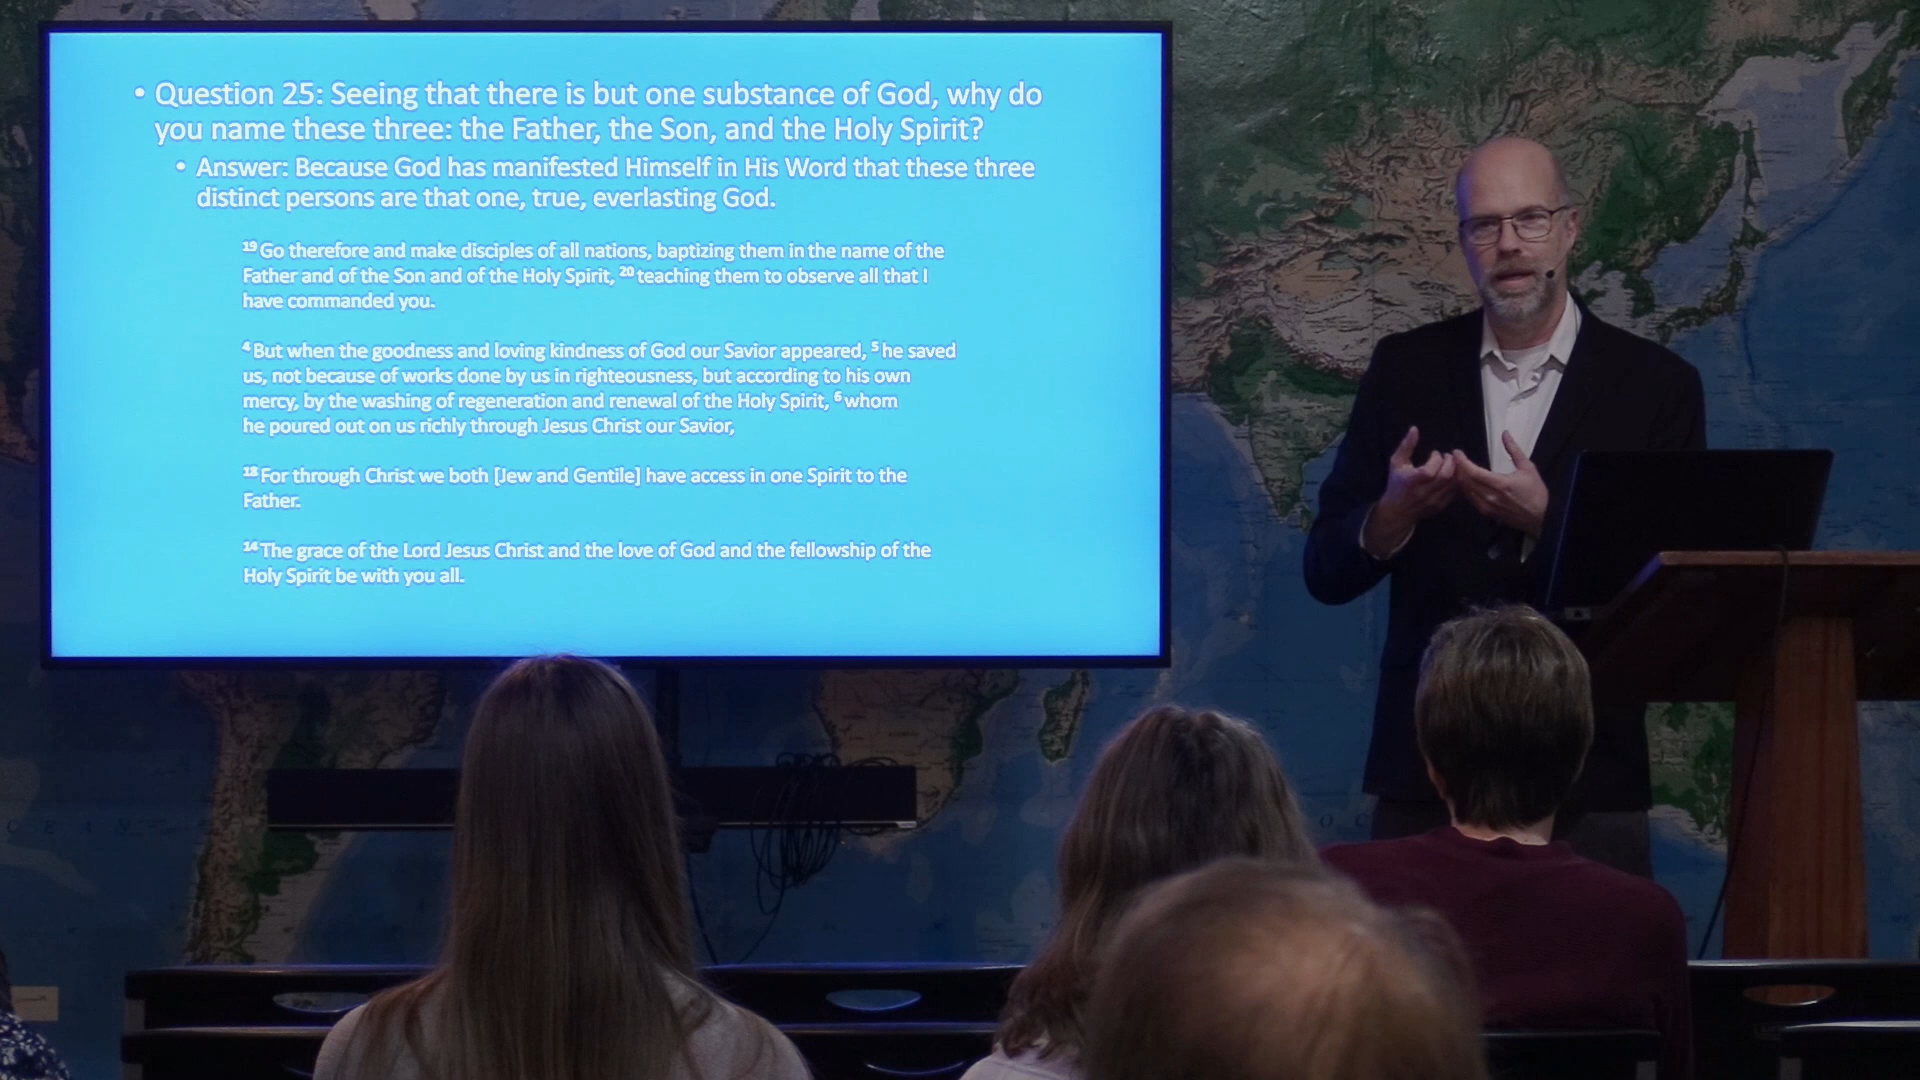 • Question 25: Seeing that there is but one substance of God, why do
you name these three: the Father, the Son, and the Holy Spirit?
• Answer: Because God has manifested Himself in His Word that these three
distinct persons are that one, true, everlasting God.
19 Go therefore and make disciples of all nations, baptizing them in the name of the
Father and of the Son and of the Holy Spirit, 20 teaching them to observe all that I
have commanded you.
4 But when the goodness and loving kindness of God our Savior appeared, 5 he saved
us, not because of works done by us in righteousness, but according to his own
mercy, by the washing of regeneration and renewal of the Holy Spirit, 6 whom
he poured out on us richly through Jesus Christ our Savior,
18 For through Christ we both [Jew and Gentile] have access in one Spirit to the
Father.
14 The grace of the Lord Jesus Christ and the love of God and the fellowship of the
Holy Spirit be with you all.